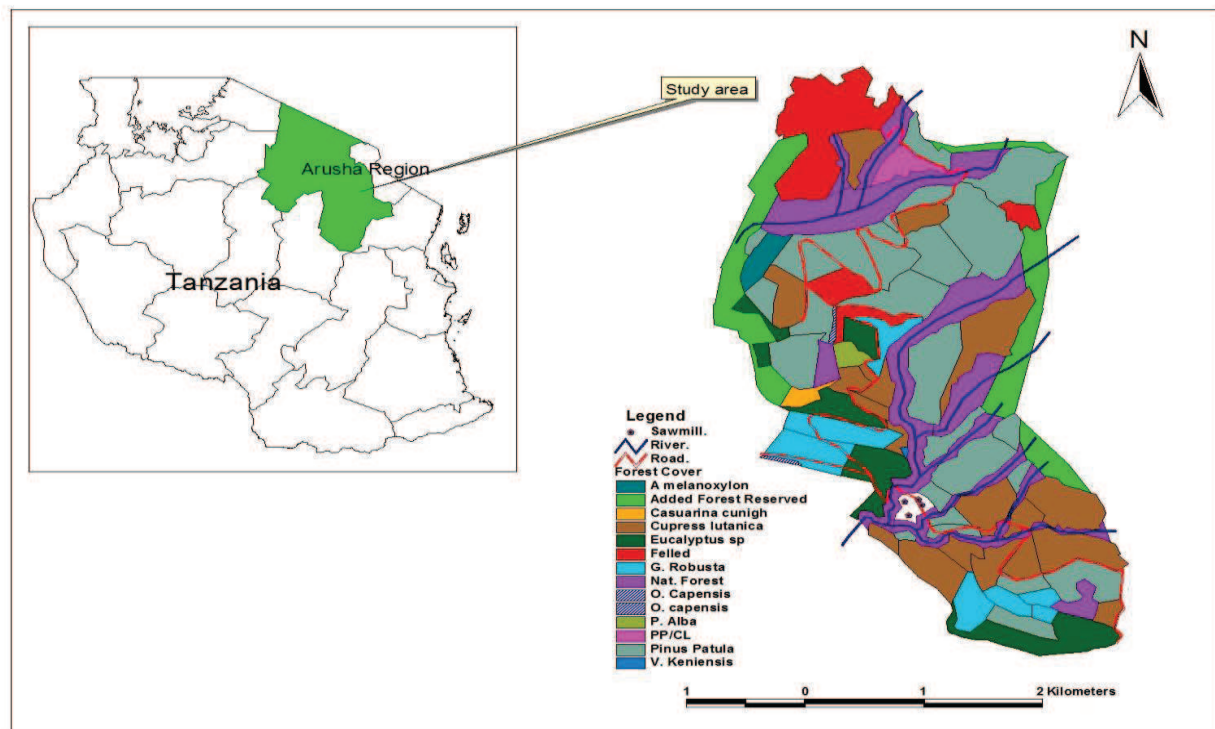 N
Study area
Arusha Region
Tanzania
Legend
Sawmill.
River.
Road.
Forest Cover
A melanoxylon
Added Forest Reserved
Casuarina cunigh
Cupress lutanica
Eucalyptus sp
Felled
G. Robusta
Nat. Forest
O. Capensis
O. capensis
P. Alba
PP/CL
Pinus Patula
V. Keniensis
1 0 1 2 Kilometers